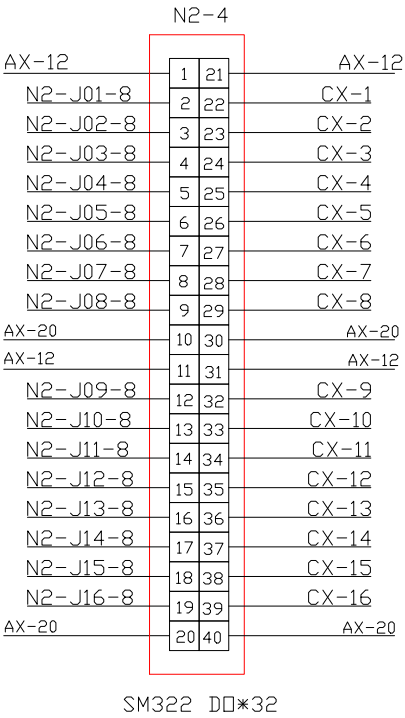 N2-4
AX-12 1 21 AX-12
N2-J01-8 2 22 CX-1
N2-J02-8 3 23 CX-2
N2-J03-8 4 24 CX-3
N2-J04-8 5 25 CX-4
N2-J05-8 6 26 CX-5
N2-J06-8 7 27 CX-6
N2-J07-8 8 28 CX-7
N2-J08-8 9 29 CX-8
AX-20 10 30 AX-20
AX-12 11 31 AX-12
N2-J09-8 12 32 CX-9
N2-J10-8 13 33 CX-10
N2-J11-8 14 34 CX-11
N2-J12-8 15 35 CX-12
N2-J13-8 16 36 CX-13
N2-J14-8 17 37 CX-14
N2-J15-8 18 38 CX-15
N2-J16-8 19 39 CX-16
AX-20 20 40 AX-20
SM322 DO*32